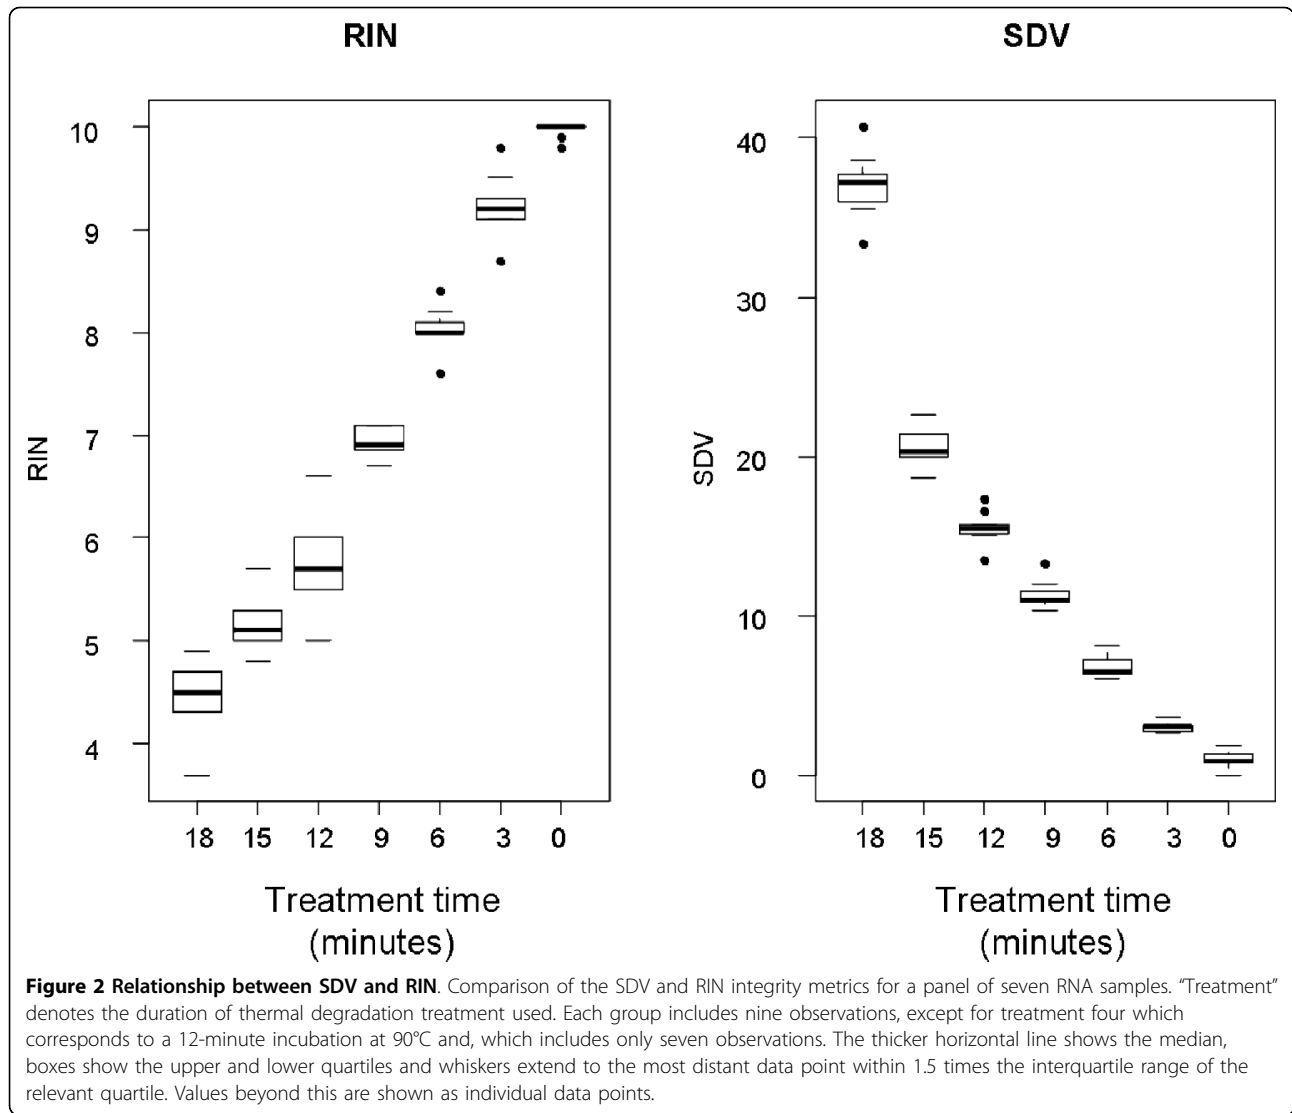 RIN
SDV
10
9
8
7
6
5
4
RIN
18 15 12 9 6 3 0
Treatment time
(minutes)
40
30
20
10
0
SDV
18 15 12 9 6 3 0
Treatment time
(minutes)
Figure 2 Relationship between SDV and RIN. Comparison of the SDV and RIN integrity metrics for a panel of seven RNA samples. “Treatment”
denotes the duration of thermal degradation treatment used. Each group includes nine observations, except for treatment four which
corresponds to a 12-minute incubation at 90°C and, which includes only seven observations. The thicker horizontal line shows the median,
boxes show the upper and lower quartiles and whiskers extend to the most distant data point within 1.5 times the interquartile range of the
relevant quartile. Values beyond this are shown as individual data points.